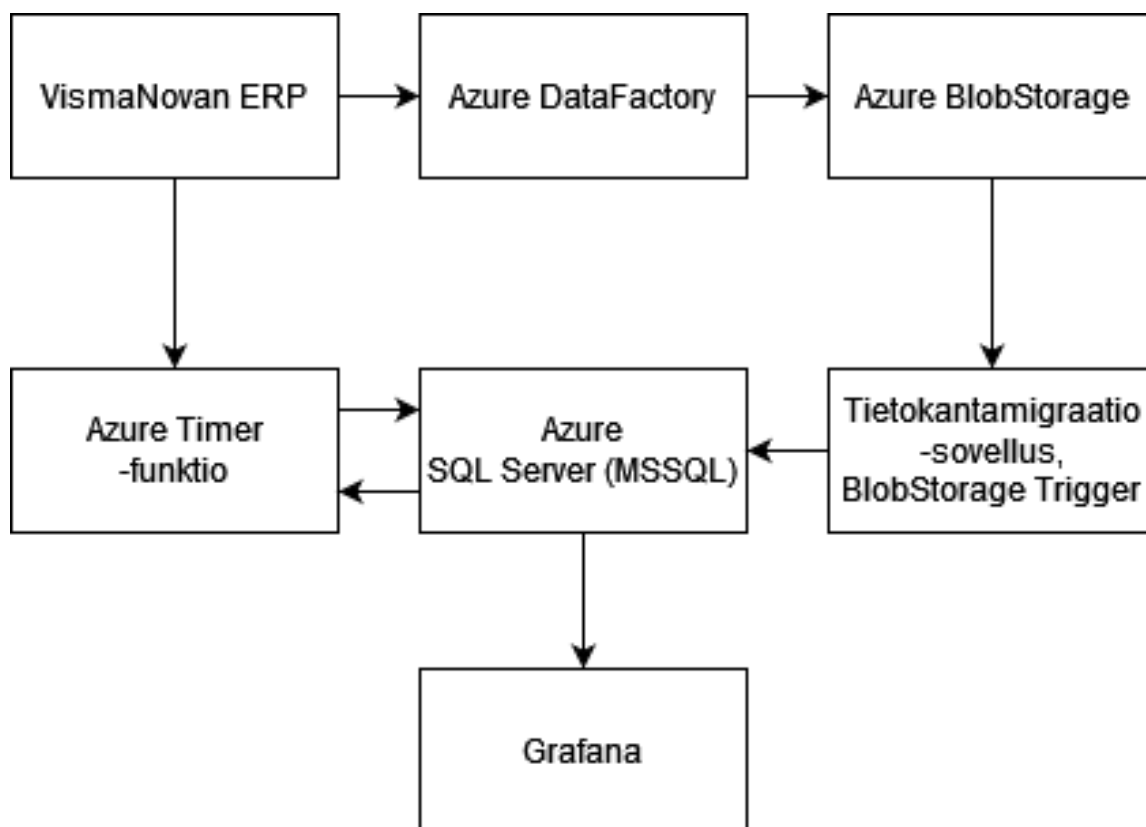 VismaNovan ERP
Azure DataFactory
Azure BlobStorage
Azure Timer
-funktio
Azure
SQL Server (MSSQL)
Tietokantamigraatio
-sovellus,
BlobStorage Trigger
Grafana